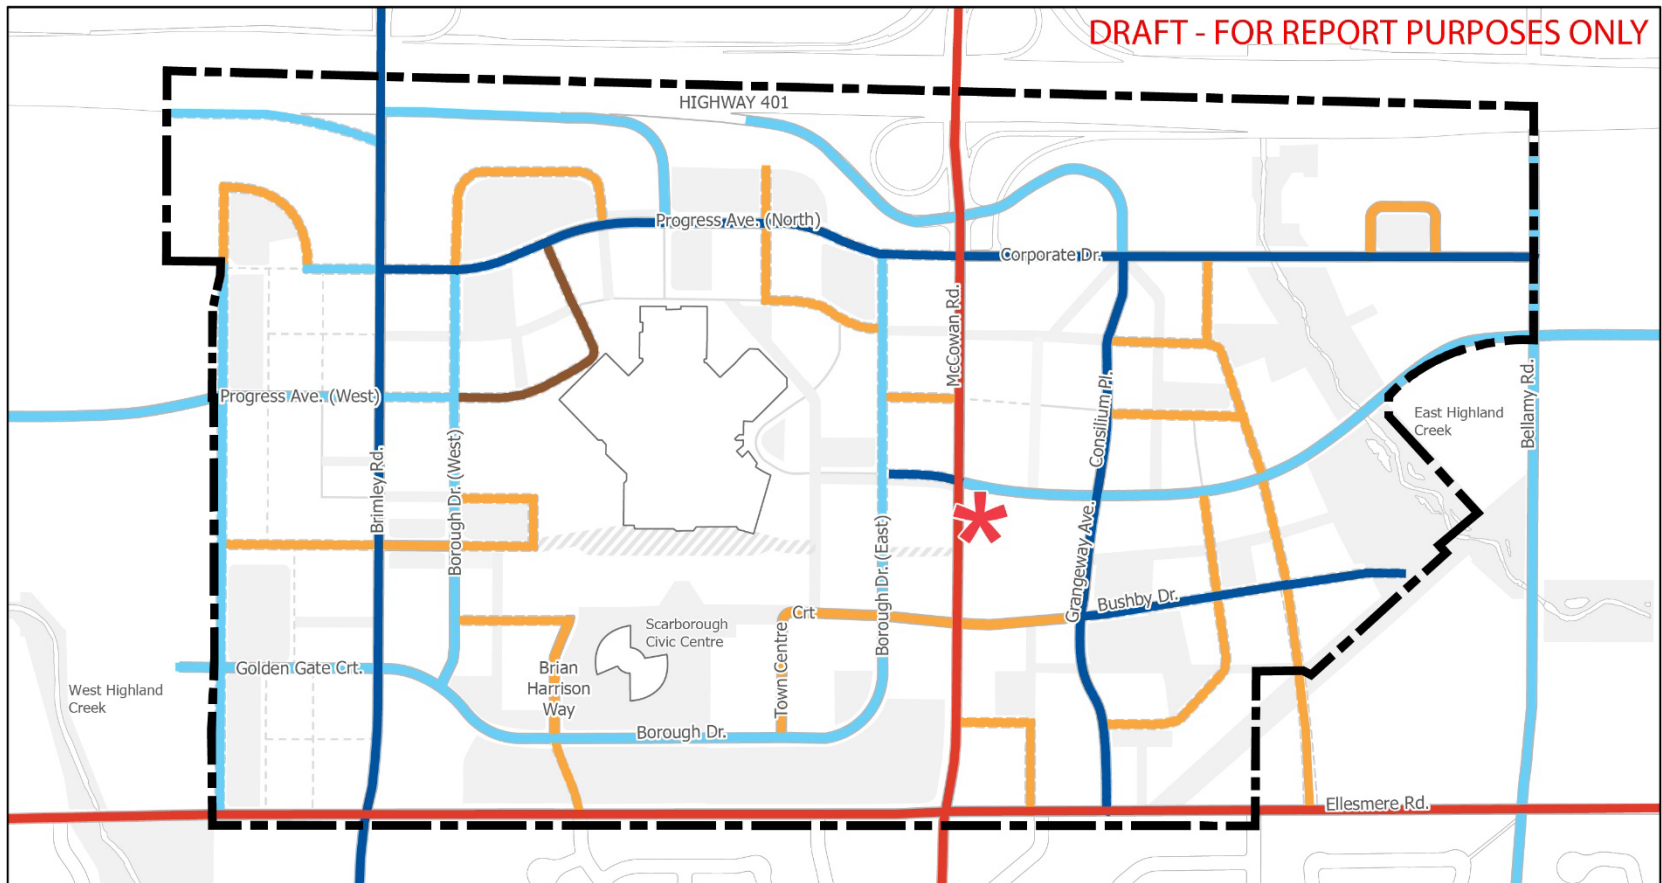 DRAFT - FOR REPORT PURPOSES ONLY
HIGHWAY 401
Progress Ave. (North)
Corporate Dr.
McCowan Rd.
Progress Ave. (West)
Brimley Rd.
Borough Dr. (West)
Consilium Pl.
Bellamy Rd.
East Highland
Creek
Grangeway Ave.
Borough Dr. (East)
Bushby Dr.
Crt
Town Centre
Scarborough
Civic Centre
Golden Gate Crt.
Brian
Harrison
Way
West Highland
Creek
Borough Dr.
Ellesmere Rd.